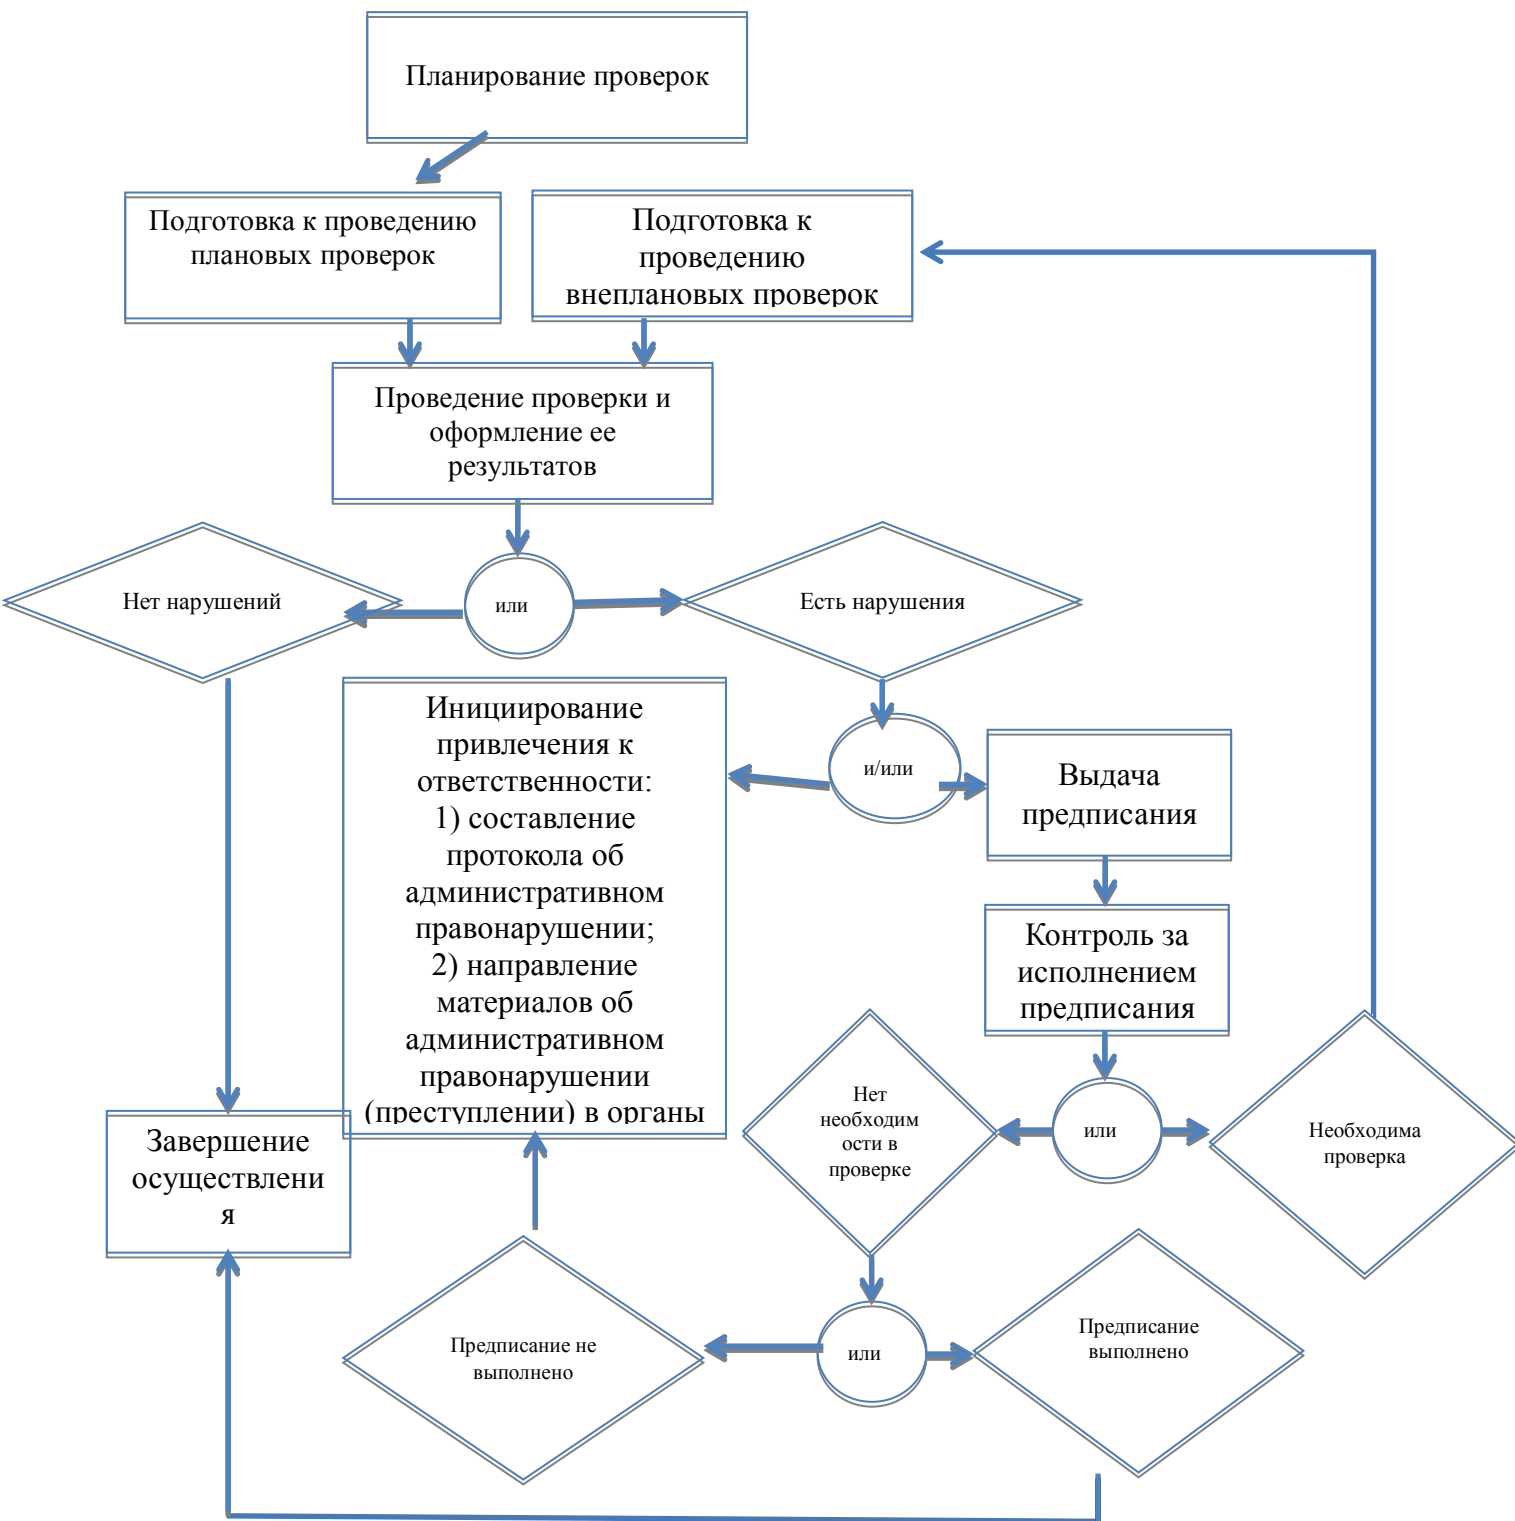 Планирование проверок
Подготовка к проведению
плановых проверок
Подготовка к
проведению
внеплановых проверок
Проведение проверки и
оформление ее
результатов
Нет нарушений
или
Есть нарушения
Инициирование
привлечения к
ответственности:
1) составление
протокола об
административном
правонарушении;
2) направление
материалов об
административном
правонарушении
(преступлении) в органы
и/или
Выдача
предписания
Контроль за
исполнением
предписания
Нет
необходим
ости в
проверке
или
Необходима
проверка
Завершение
осуществлени
я
Предписание не
выполнено
или
Предписание
выполнено